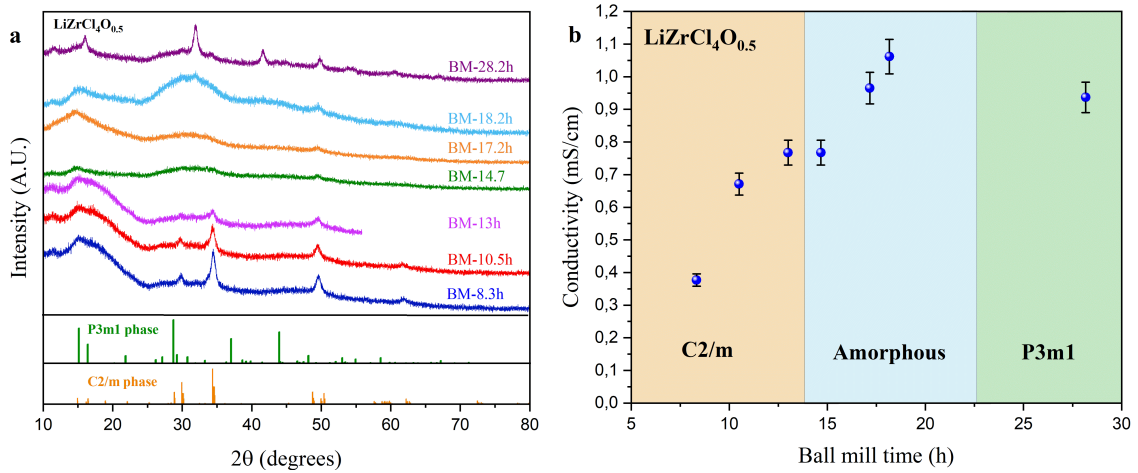 a
LiZrCl₄O₀.₅
BM-28.2h
BM-18.2h
BM-17.2h
BM-14.7
BM-13h
BM-10.5h
BM-8.3h
P3m1 phase
C2/m phase
Intensity (A.U.)
10 20 30 40 50 60 70 80
2θ (degrees)
b
LiZrCl₄O₀.₅
1,2
1,1
1,0
0,9
0,8
0,7
0,6
0,5
0,4
0,3
0,2
0,1
0,0
Conductivity (mS/cm)
C2/m Amorphous P3m1
5 10 15 20 25 30
Ball mill time (h)